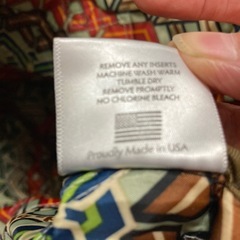 REMOVE ANY INSERTS
MACHINE WASH WARM
TUMBLE DRY
REMOVE PROMPTLY
NO CHLORINE BLEACH
Proudly Made in USA